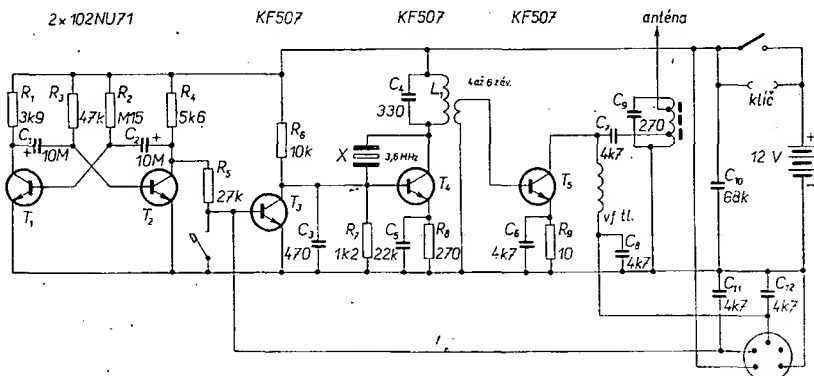 2 x 102NU71
KF507
KF507
KF507
anténa
R1
3k9
R3
47k
R2
M15
R4
5k6
C1
+
10M
C2
+
10M
R5
27k
T1
T2
R6
10k
T3
C3
470
X
3,6 MHz
R7
1k2
C4
330
L1
4 až 6 záv.
T4
C5
22k
R8
270
T5
C6
4k7
R9
10
C7
4k7
C9
270
vf tl.
C8
4k7
klíč
C10
68k
+
12 V
-
C11
4k7
C12
4k7